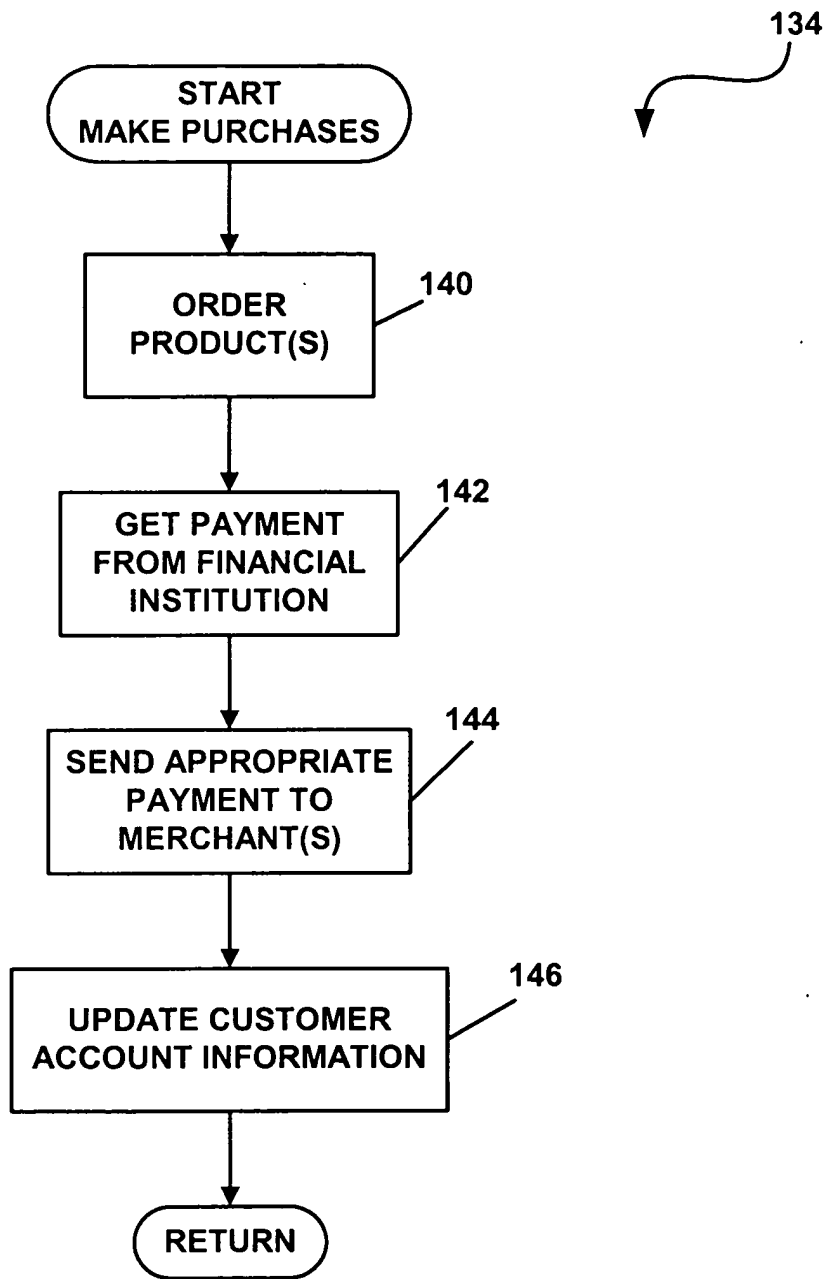 134
START
MAKE PURCHASES
140
ORDER
PRODUCT(S)
142
GET PAYMENT
FROM FINANCIAL
INSTITUTION
144
SEND APPROPRIATE
PAYMENT TO
MERCHANT(S)
146
UPDATE CUSTOMER
ACCOUNT INFORMATION
RETURN